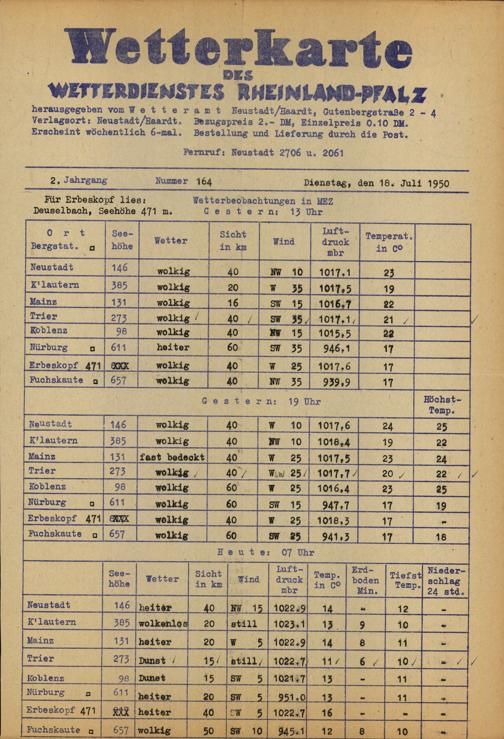 Wetterkarte
DES
WETTERDIENSTES RHEINLAND-PFALZ
herausgegeben vom Wetteramt Neustadt/Haardt, Gutenbergstraße 2 - 4
Verlagsort: Neustadt/Haardt. Bezugspreis 2.- DM, Einzelpreis 0.10 DM.
Erscheint wöchentlich 6-mal. Bestellung und Lieferung durch die Post.
Fernruf: Neustadt 2706 u. 2061
2. Jahrgang Nummer 164 Dienstag, den 18. Juli 1950
Für Erbeskopf lies: Wetterbeobachtungen in MEZ
Deuselbach, Seehöhe 471 m. Gestern: 13 Uhr
Ort Bergstat. Seehöhe Wetter Sicht in km Wind Luftdruck mbr Temperat. in C°
Neustadt 146 wolkig 40 NW 10 1017.1 23
K'lautern 385 wolkig 20 W 35 1017.5 19
Mainz 131 wolkig 16 SW 15 1016.7 22
Trier 273 wolkig 40 SW 35 1017.1 21
Koblenz 98 wolkig 40 NW 15 1015.5 22
Nürburg 611 heiter 60 SW 35 946,1 17
Erbeskopf 471 wolkig 40 W 25 1017.6 17
Fuchskaute 657 wolkig 40 NW 35 939,9 17
Gestern: 19 Uhr Höchst-Temp.
Neustadt 146 wolkig 40 W 10 1017,6 24 25
K'lautern 385 wolkig 40 W 10 1018.4 19 22
Mainz 131 fast bedeckt 40 W 25 1017.5 23 24
Trier 273 wolkig 40 25 1017,7 20 22
Koblenz 98 wolkig 60 W 25 1016,4 23 25
Nürburg 611 wolkig 60 SW 15 947.7 17 19
Erbeskopf 471 wolkig 40 W 25 1018.3 17 -
Fuchskaute 657 wolkig 60 SW 25 941.3 17 18
Heute: 07 Uhr
Seehöhe Wetter Sicht in km Wind Luftdruck mbr Temp. in C° Erdboden Min. Tiefst Temp. Niederschlag 24 std.
Neustadt 146 heiter 40 NW 15 1022.9 14 - 12 -
K'lautern 385 wolkenlos 20 still 1023.1 13 9 10 -
Mainz 131 heiter 20 W 5 1022.9 14 8 11 -
Trier 273 Dunst 15 still 1022.7 11 6 10 -
Koblenz 98 Dunst 15 SW 5 1021.7 13 - 11 -
Nürburg 611 heiter 20 SW 5 951.0 13 - 11 -
Erbeskopf 471 heiter 40 SW 5 1022.7 16 - - -
Fuchskaute 657 wolkig 50 SW 10 945.1 12 8 10 -